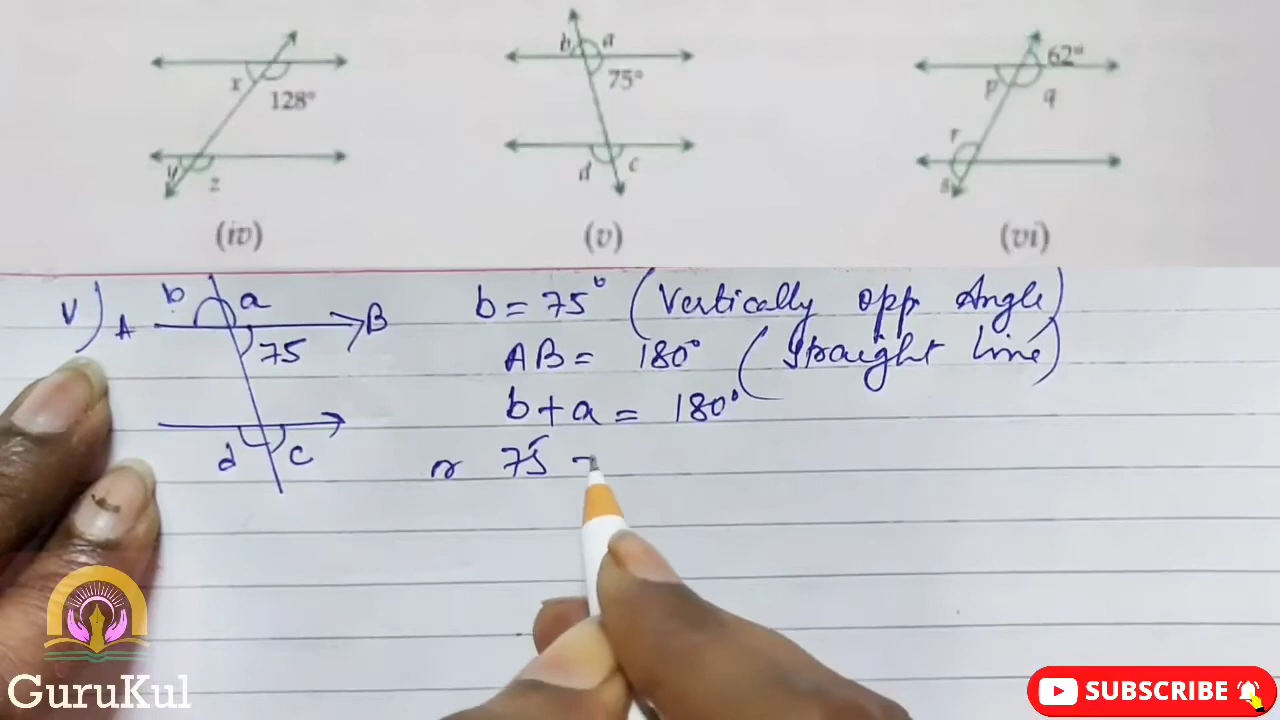 x 128° y z
(iv)
b a 75° d c
(v)
62° p q r s
(vi)
v) A b a B 75 d c
b = 75° (Vertically opp Angle)
AB = 180° (Straight line)
b + a = 180°
or 75
GuruKul
SUBSCRIBE